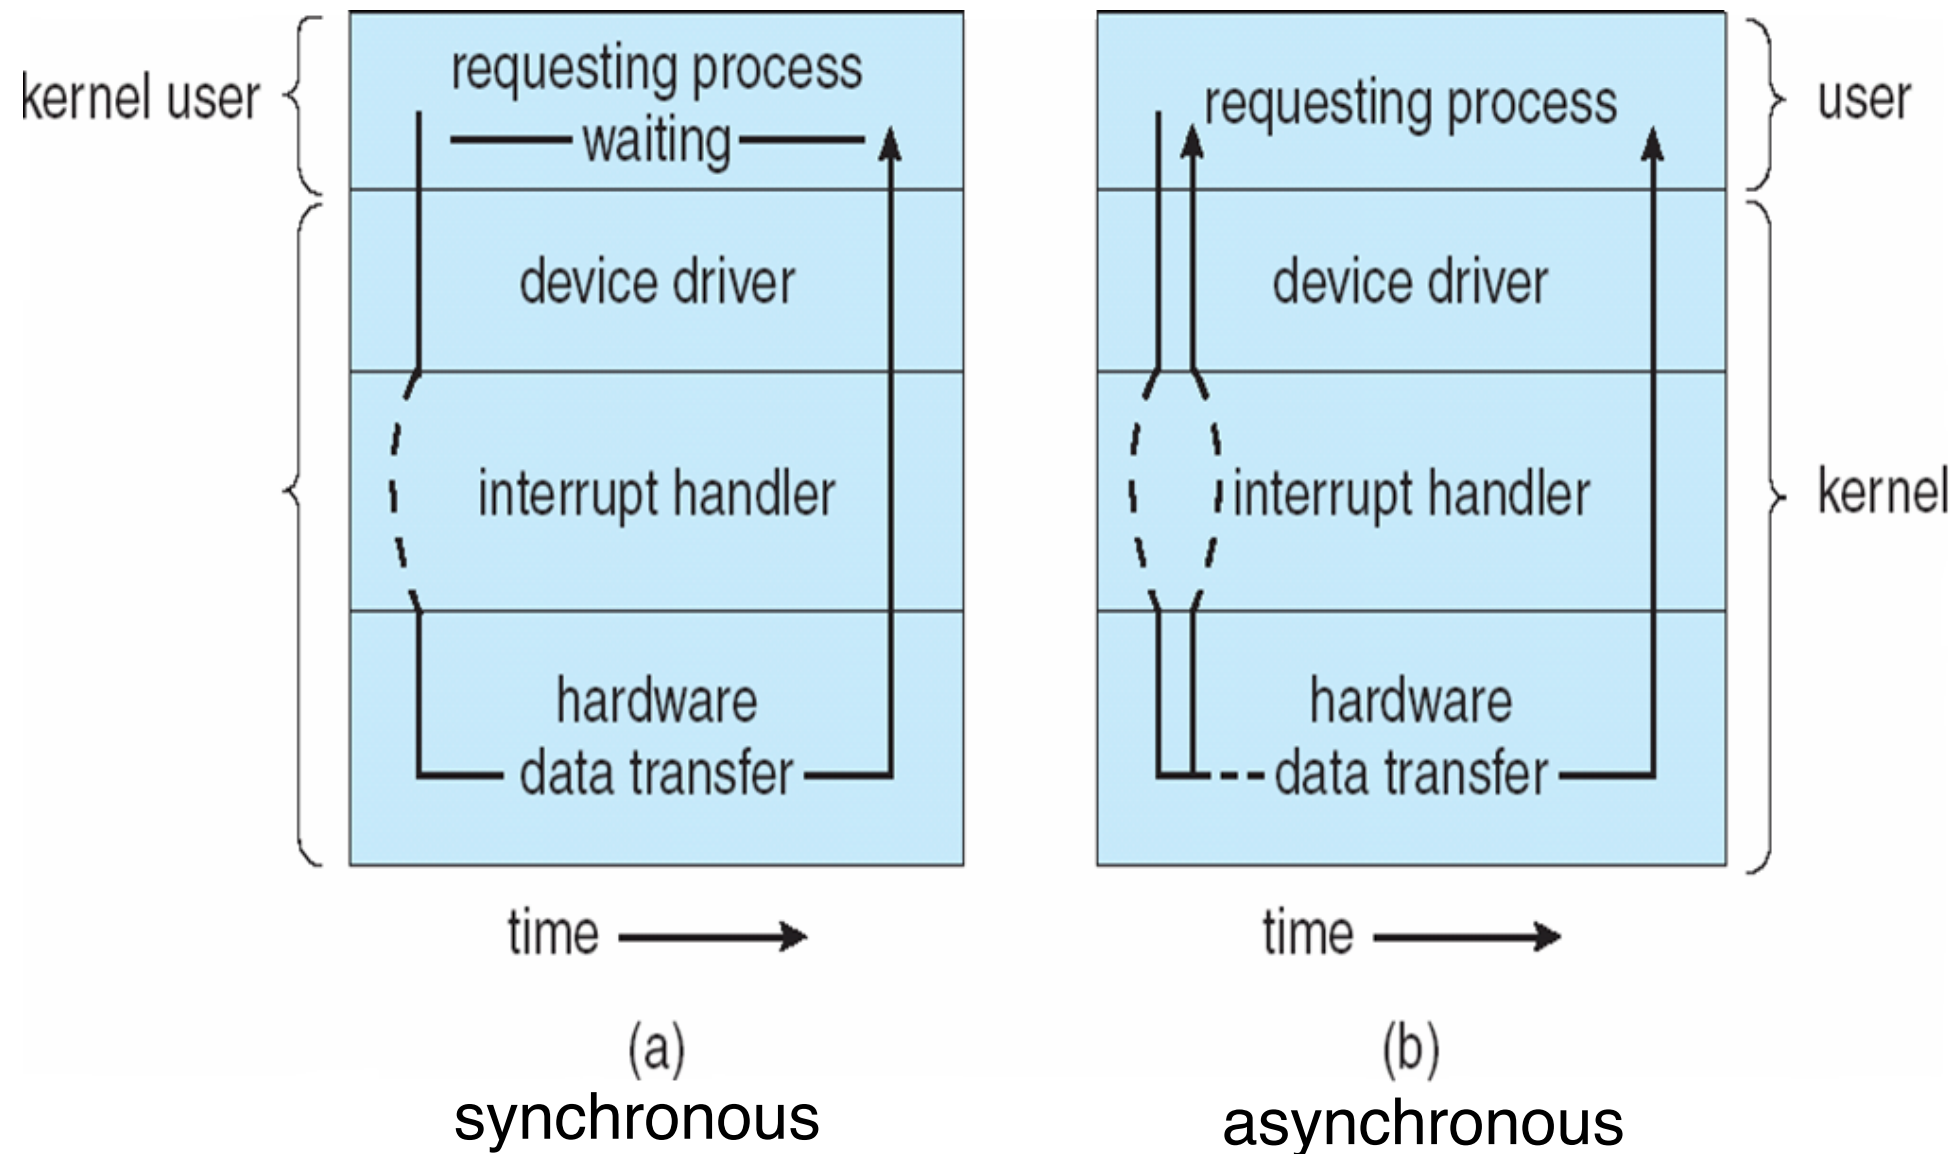 kernel user
requesting process
waiting
device driver
interrupt handler
hardware
data transfer
time
(a)
synchronous
requesting process
user
device driver
interrupt handler
kernel
hardware
data transfer
time
(b)
asynchronous